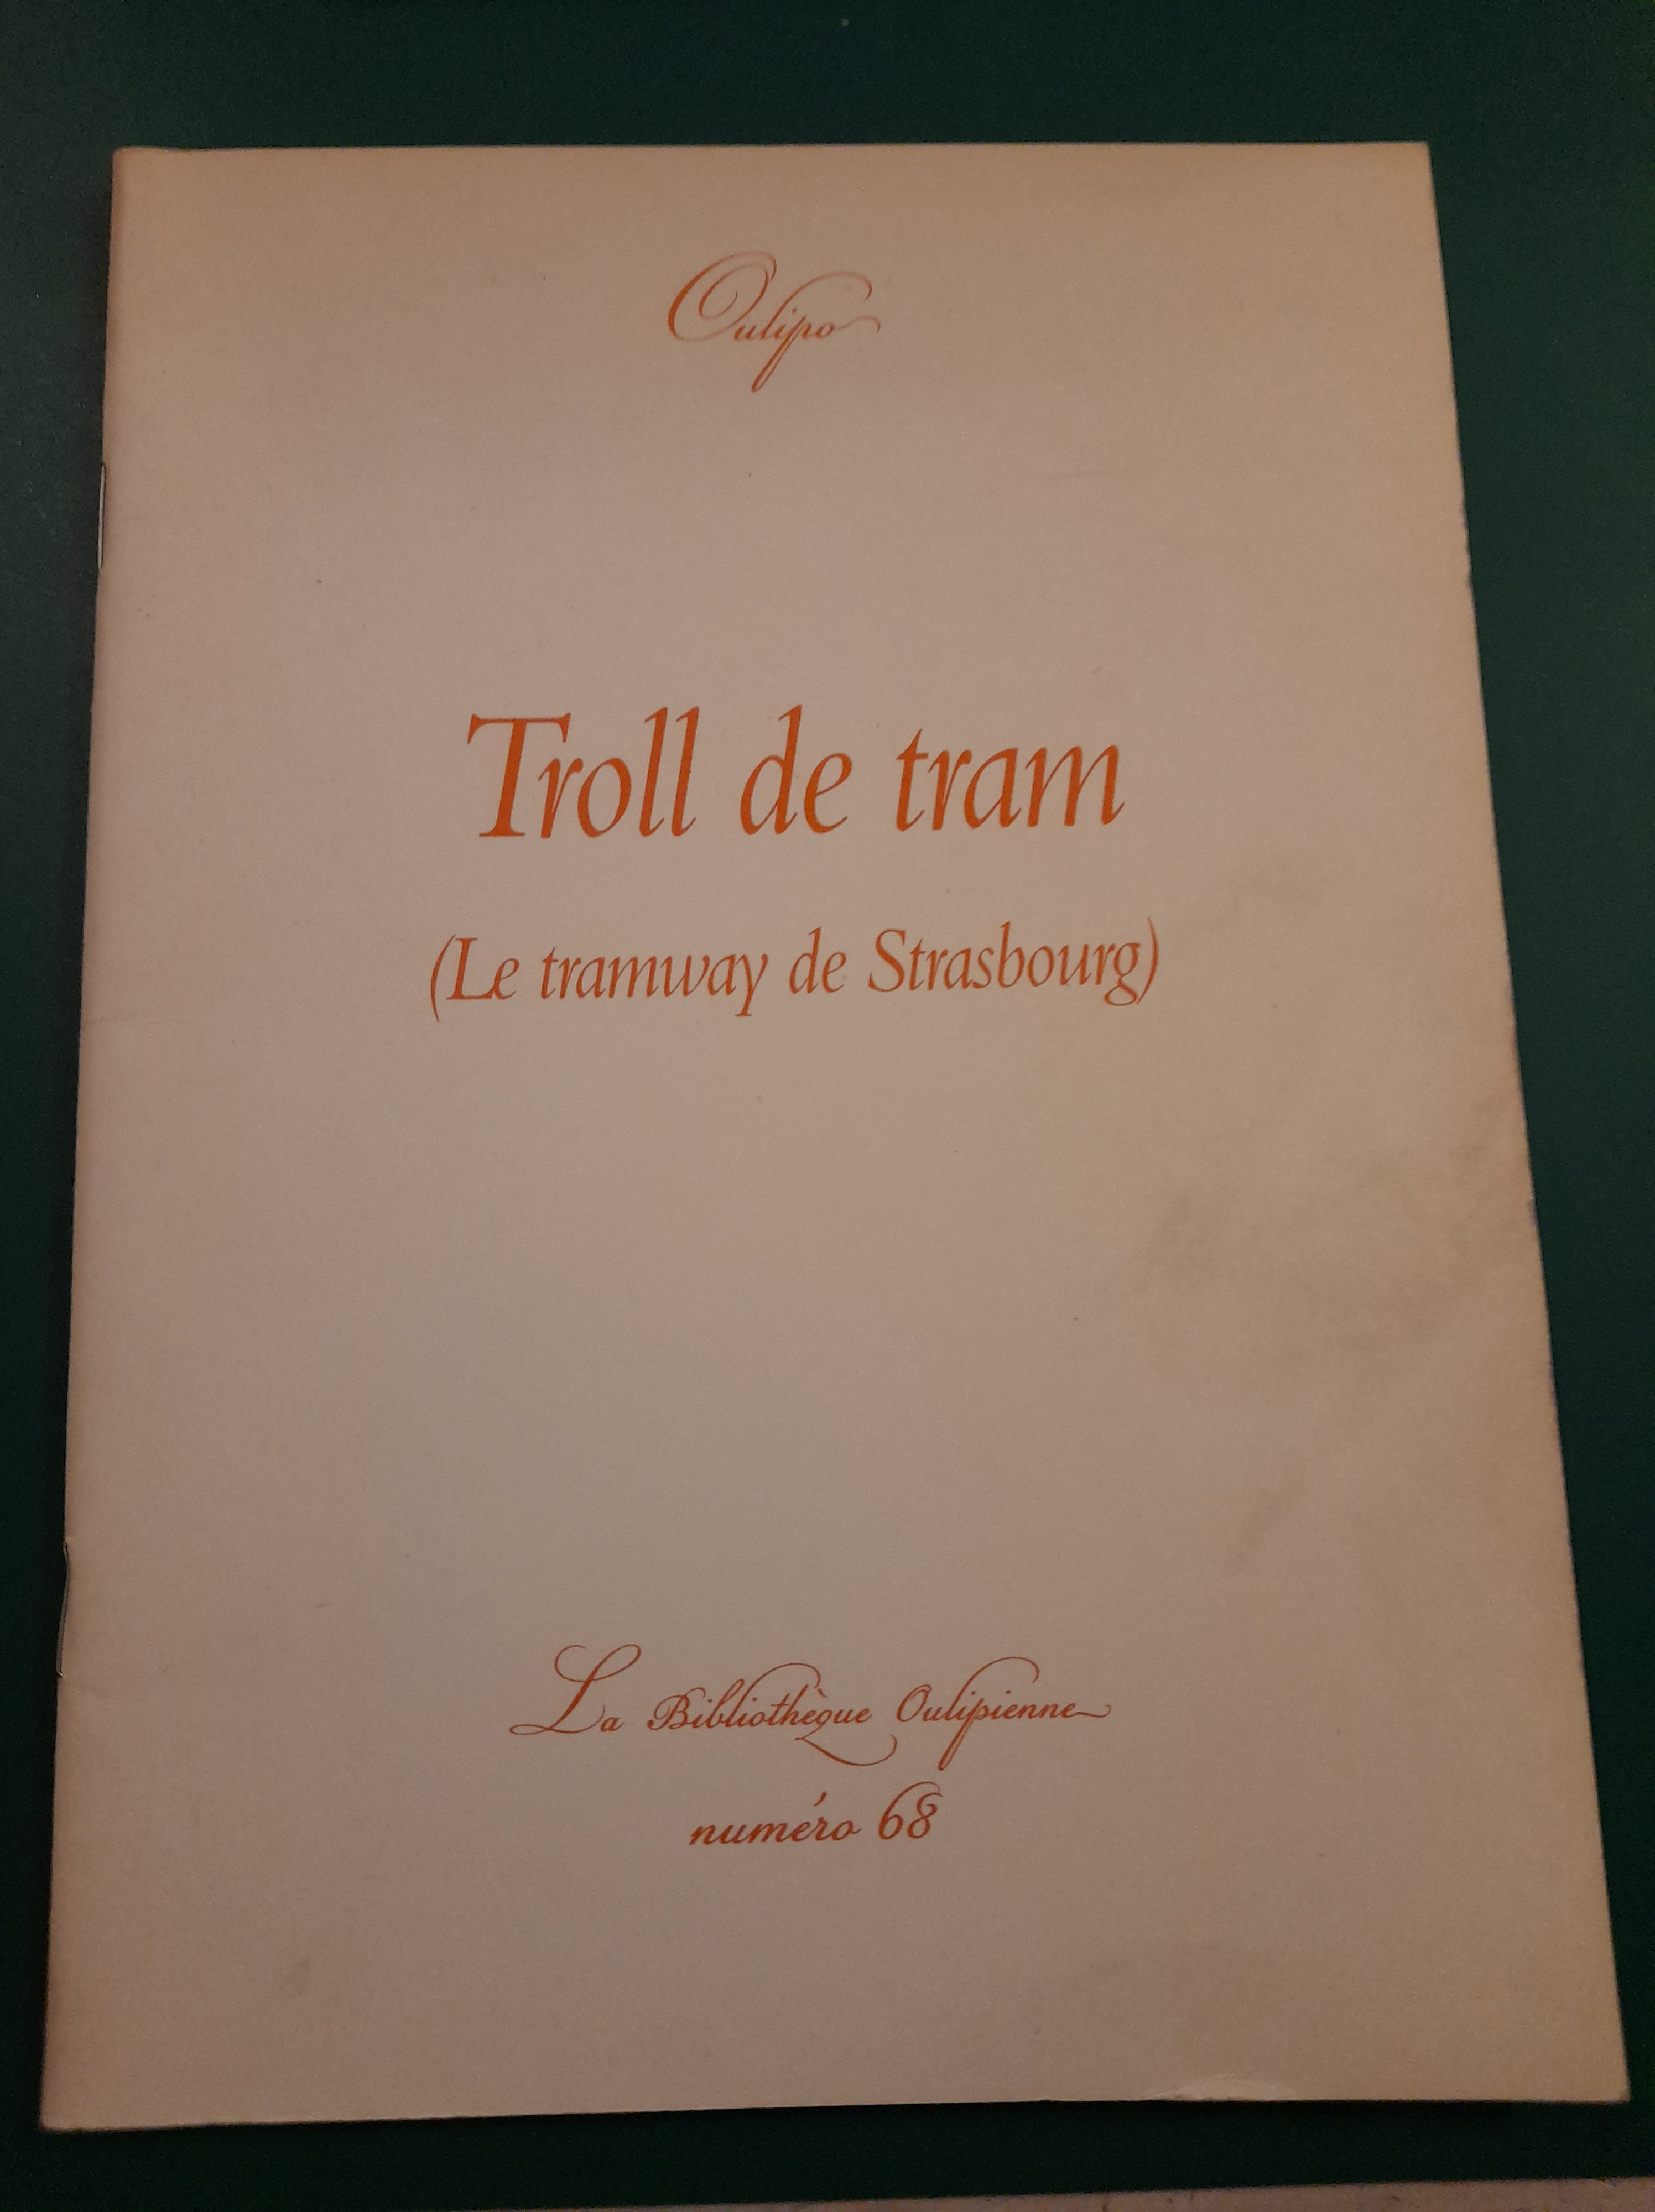 Oulipo
Troll de tram
(Le tramway de Strasbourg)
La Bibliothèque Oulipienne
numéro 68